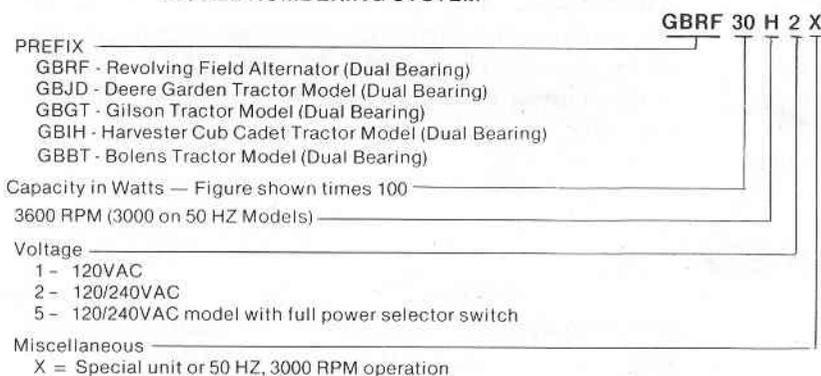 GBRF 30 H 2 X
PREFIX
GBRF - Revolving Field Alternator (Dual Bearing)
GBJD - Deere Garden Tractor Model (Dual Bearing)
GBGT - Gilson Tractor Model (Dual Bearing)
GBIH - Harvester Cub Cadet Tractor Model (Dual Bearing)
GBBT - Bolens Tractor Model (Dual Bearing)
Capacity in Watts — Figure shown times 100
3600 RPM (3000 on 50 HZ Models)
Voltage
1 - 120VAC
2 - 120/240VAC
5 - 120/240VAC model with full power selector switch
Miscellaneous
X = Special unit or 50 HZ, 3000 RPM operation